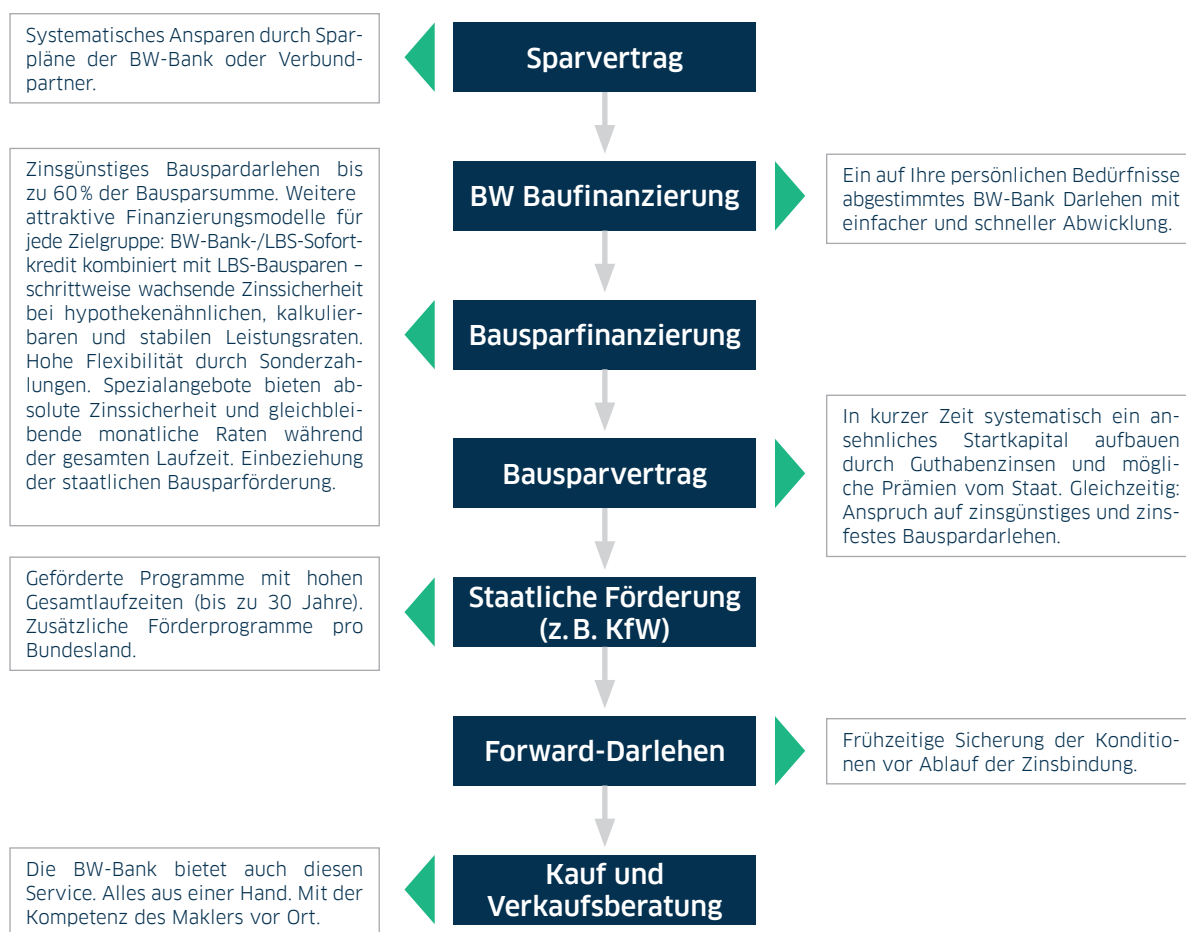 Systematisches Ansparen durch Spar-
pläne der BW-Bank oder Verbund-
partner.
Sparvertrag
BW Baufinanzierung
Ein auf Ihre persönlichen Bedürfnisse
abgestimmtes BW-Bank Darlehen mit
einfacher und schneller Abwicklung.
Zinsgünstiges Bauspardarlehen bis
zu 60 % der Bausparsumme. Weitere
attraktive Finanzierungsmodelle für
jede Zielgruppe: BW-Bank-/LBS-Sofort-
kredit kombiniert mit LBS-Bausparen –
schrittweise wachsende Zinssicherheit
bei hypothekenähnlichen, kalkulier-
baren und stabilen Leistungsraten.
Hohe Flexibilität durch Sonderzah-
lungen. Spezialangebote bieten ab-
solute Zinssicherheit und gleichblei-
bende monatliche Raten während
der gesamten Laufzeit. Einbeziehung
der staatlichen Bausparförderung.
Bausparfinanzierung
Bausparvertrag
In kurzer Zeit systematisch ein an-
sehnliches Startkapital aufbauen
durch Guthabenzinsen und mögli-
che Prämien vom Staat. Gleichzeitig:
Anspruch auf zinsgünstiges und zins-
festes Bauspardarlehen.
Geförderte Programme mit hohen
Gesamtlaufzeiten (bis zu 30 Jahre).
Zusätzliche Förderprogramme pro
Bundesland.
Staatliche Förderung
(z. B. KfW)
Forward-Darlehen
Frühzeitige Sicherung der Konditio-
nen vor Ablauf der Zinsbindung.
Die BW-Bank bietet auch diesen
Service. Alles aus einer Hand. Mit der
Kompetenz des Maklers vor Ort.
Kauf und
Verkaufsberatung